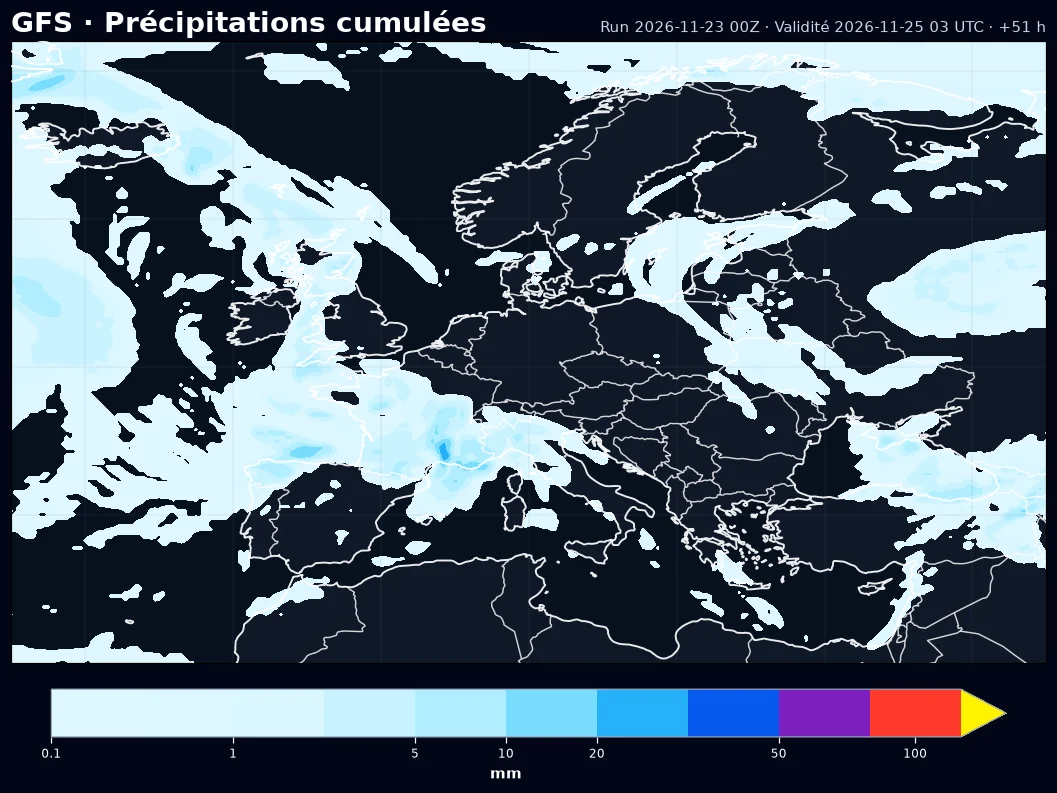 GFS · Précipitations cumulées
Run 2026-11-23 00Z · Validité 2026-11-25 03 UTC · +51 h
0.1 1 5 10 20 50 100
mm